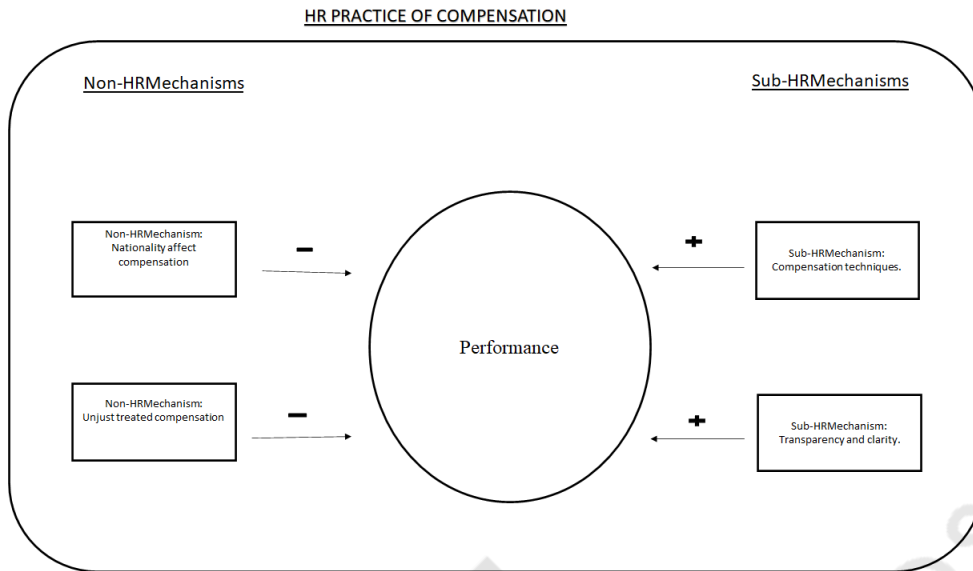 HR PRACTICE OF COMPENSATION
Non-HRMechanisms
Sub-HRMechanisms
Non-HRMechanism:
Nationality affect
compensation
−
+
Sub-HRMechanism:
Compensation techniques.
Performance
Non-HRMechanism:
Unjust treated compensation
−
+
Sub-HRMechanism:
Transparency and clarity.